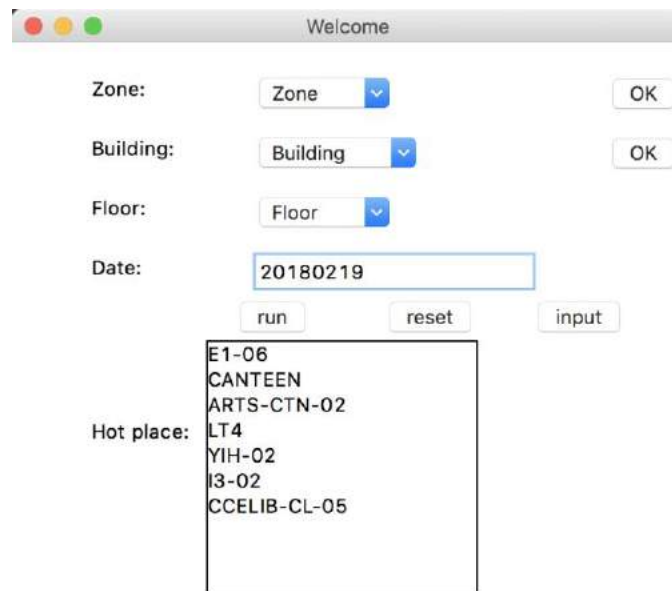 Welcome
Zone: Zone OK
Building: Building OK
Floor: Floor
Date: 20180219
run reset input
E1-06
CANTEEN
ARTS-CTN-02
Hot place: LT4
YIH-02
I3-02
CCELIB-CL-05